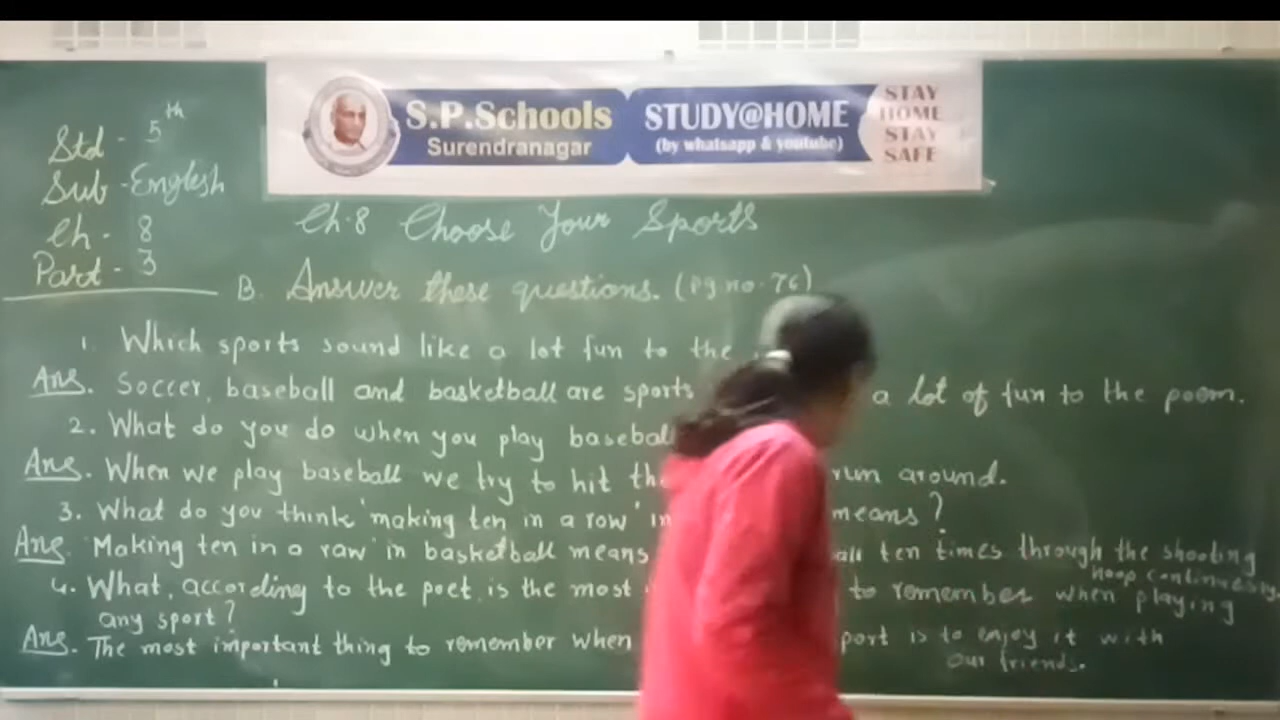 S.P.Schools
Surendranagar
STUDY@HOME
(by whatsapp & youtube)
STAY
HOME
STAY
SAFE
Std - 5th
Sub - English
Ch - 8
Part - 3
Ch.8 Choose Your Sports
B. Answer these questions. (Pg.no.76)
1. Which sports sound like a lot fun to the
Ans. Soccer, baseball and basketball are sports a lot of fun to the poem.
2. What do you do when you play baseball
Ans. When we play baseball we try to hit the run around.
3. What do you think 'making ten in a row' in means?
Ans. 'Making ten in a raw' in basketball means ten times through the shooting
hoop continuesly.
4. What, according to the poet, is the most to remember when playing
any sport?
Ans. The most important thing to remember when is to enjoy it with
our friends.